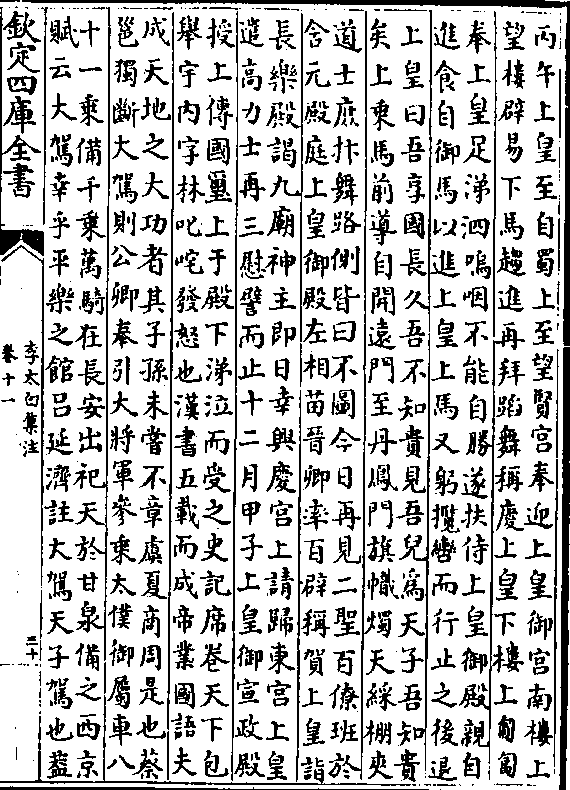 丙午上皇至自蜀上至望賢宫奉迎上皇御宫南樓上
望樓辟易下馬趨進再拜蹈舞稱慶上皇下樓上匍匐
奉上皇足涕泗嗚咽不能自勝遂扶侍上皇御殿親自
進食自御馬以進上皇上馬又躬攬轡而行止之後退
上皇曰吾享國長久吾不知貴見吾兒為天子吾知貴
矣上乘馬前導自開遠門至丹鳳門旗幟燭天綵棚夾
道士庶抃舞路側皆曰不圖今日再見二聖百僚班於
含元殿庭上皇御殿左相苗晉卿率百辟稱賀上皇詣
長樂殿謁九廟神主即日幸興慶宫上請歸東宫上皇
遣高力士再三慰譬而止十二月甲子上皇御宣政殿
授上傳國璽上于殿下涕泣而受之史記席卷天下包
舉宇内字林叱咤發怒也漢書五載而成帝業國語夫
成天地之大功者其子孫未嘗不章虞夏商周是也蔡
邕獨斷大駕則公卿奉引大將軍參乘太僕御屬車八
十一乘備千乘萬騎在長安出祀天於甘泉備之西京
賦云大駕幸乎平樂之館吕延濟註大駕天子駕也葢
欽定四庫全書
李太白集注
卷十一
三十